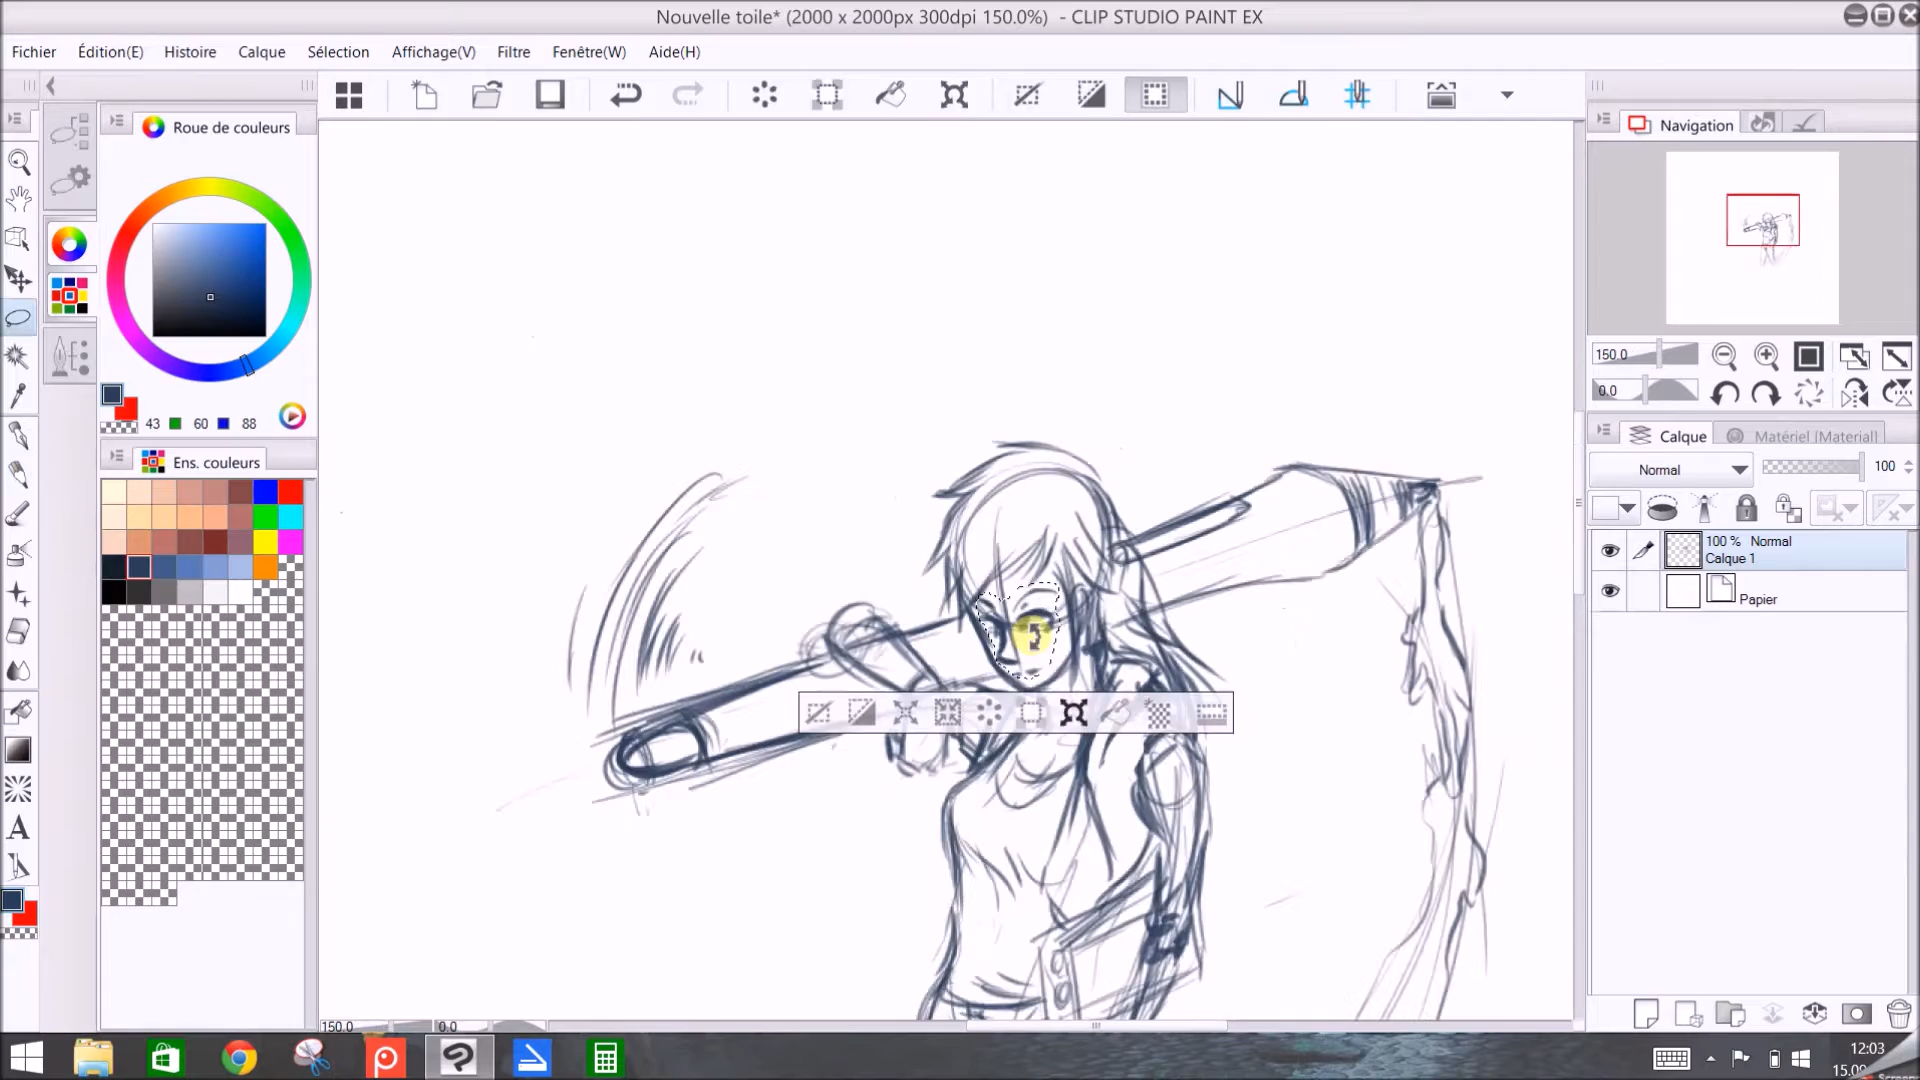 Nouvelle toile* (2000 x 2000px 300dpi 150.0%) - CLIP STUDIO PAINT EX
Fichier Édition(E) Histoire Calque Sélection Affichage(V) Filtre Fenêtre(W) Aide(H)
Roue de couleurs
43 60 88
Ens. couleurs
A
150.0 0.0
Navigation
150.0
0.0
Calque Matériel [Material]
Normal 100
100 % Normal
Calque 1
Papier
12:03